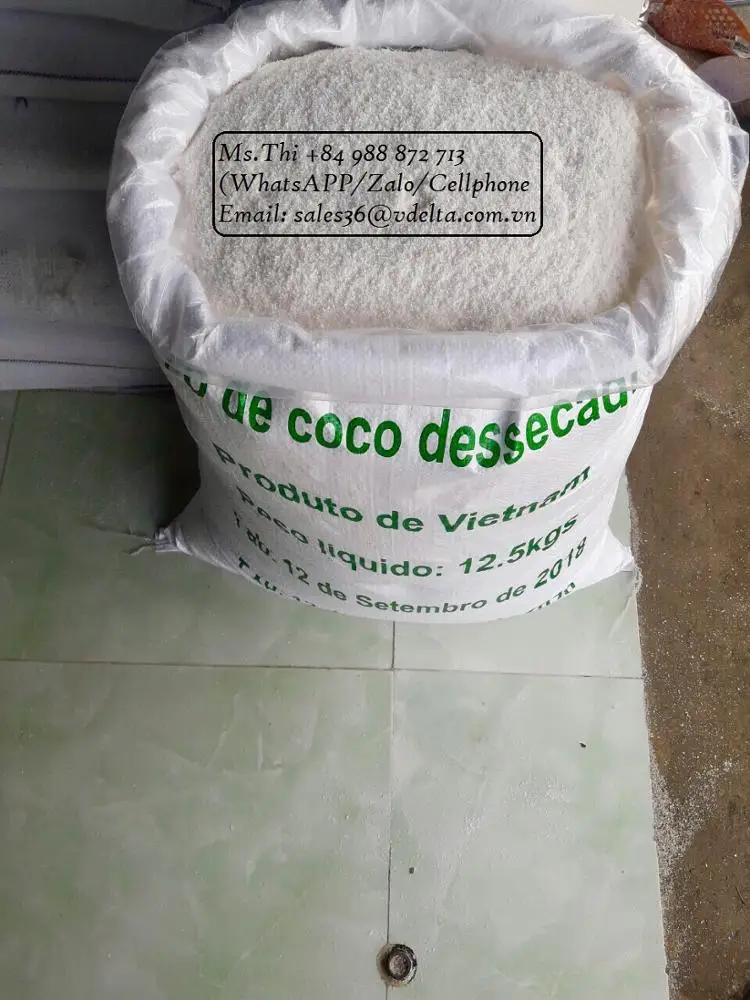 Ms.Thi +84 988 872 713
(WhatsAPP/Zalo/Cellphone
Email: sales36@vdelta.com.vn
de coco dessecad
Produto de Vietnam
liquido: 12.5kgs
12 de Setembro de 2018